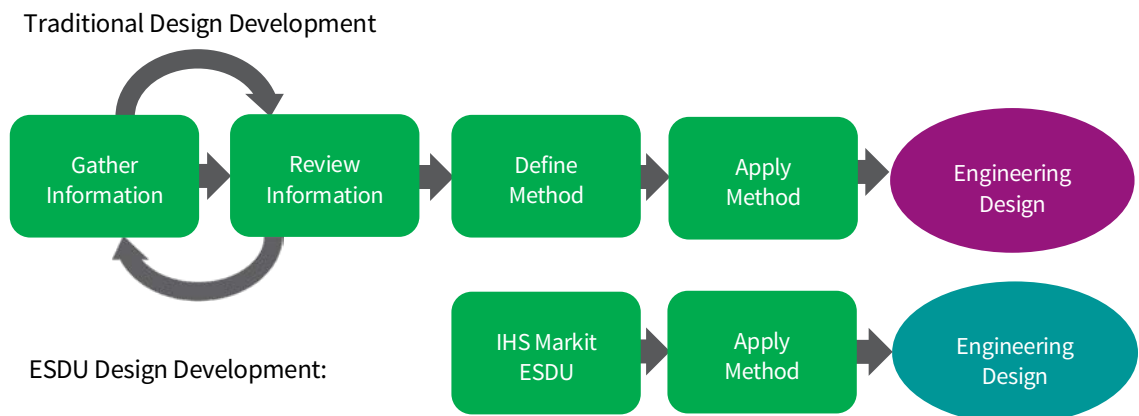 Traditional Design Development
Gather
Information
Review
Information
Define
Method
Apply
Method
Engineering
Design
ESDU Design Development:
IHS Markit
ESDU
Apply
Method
Engineering
Design